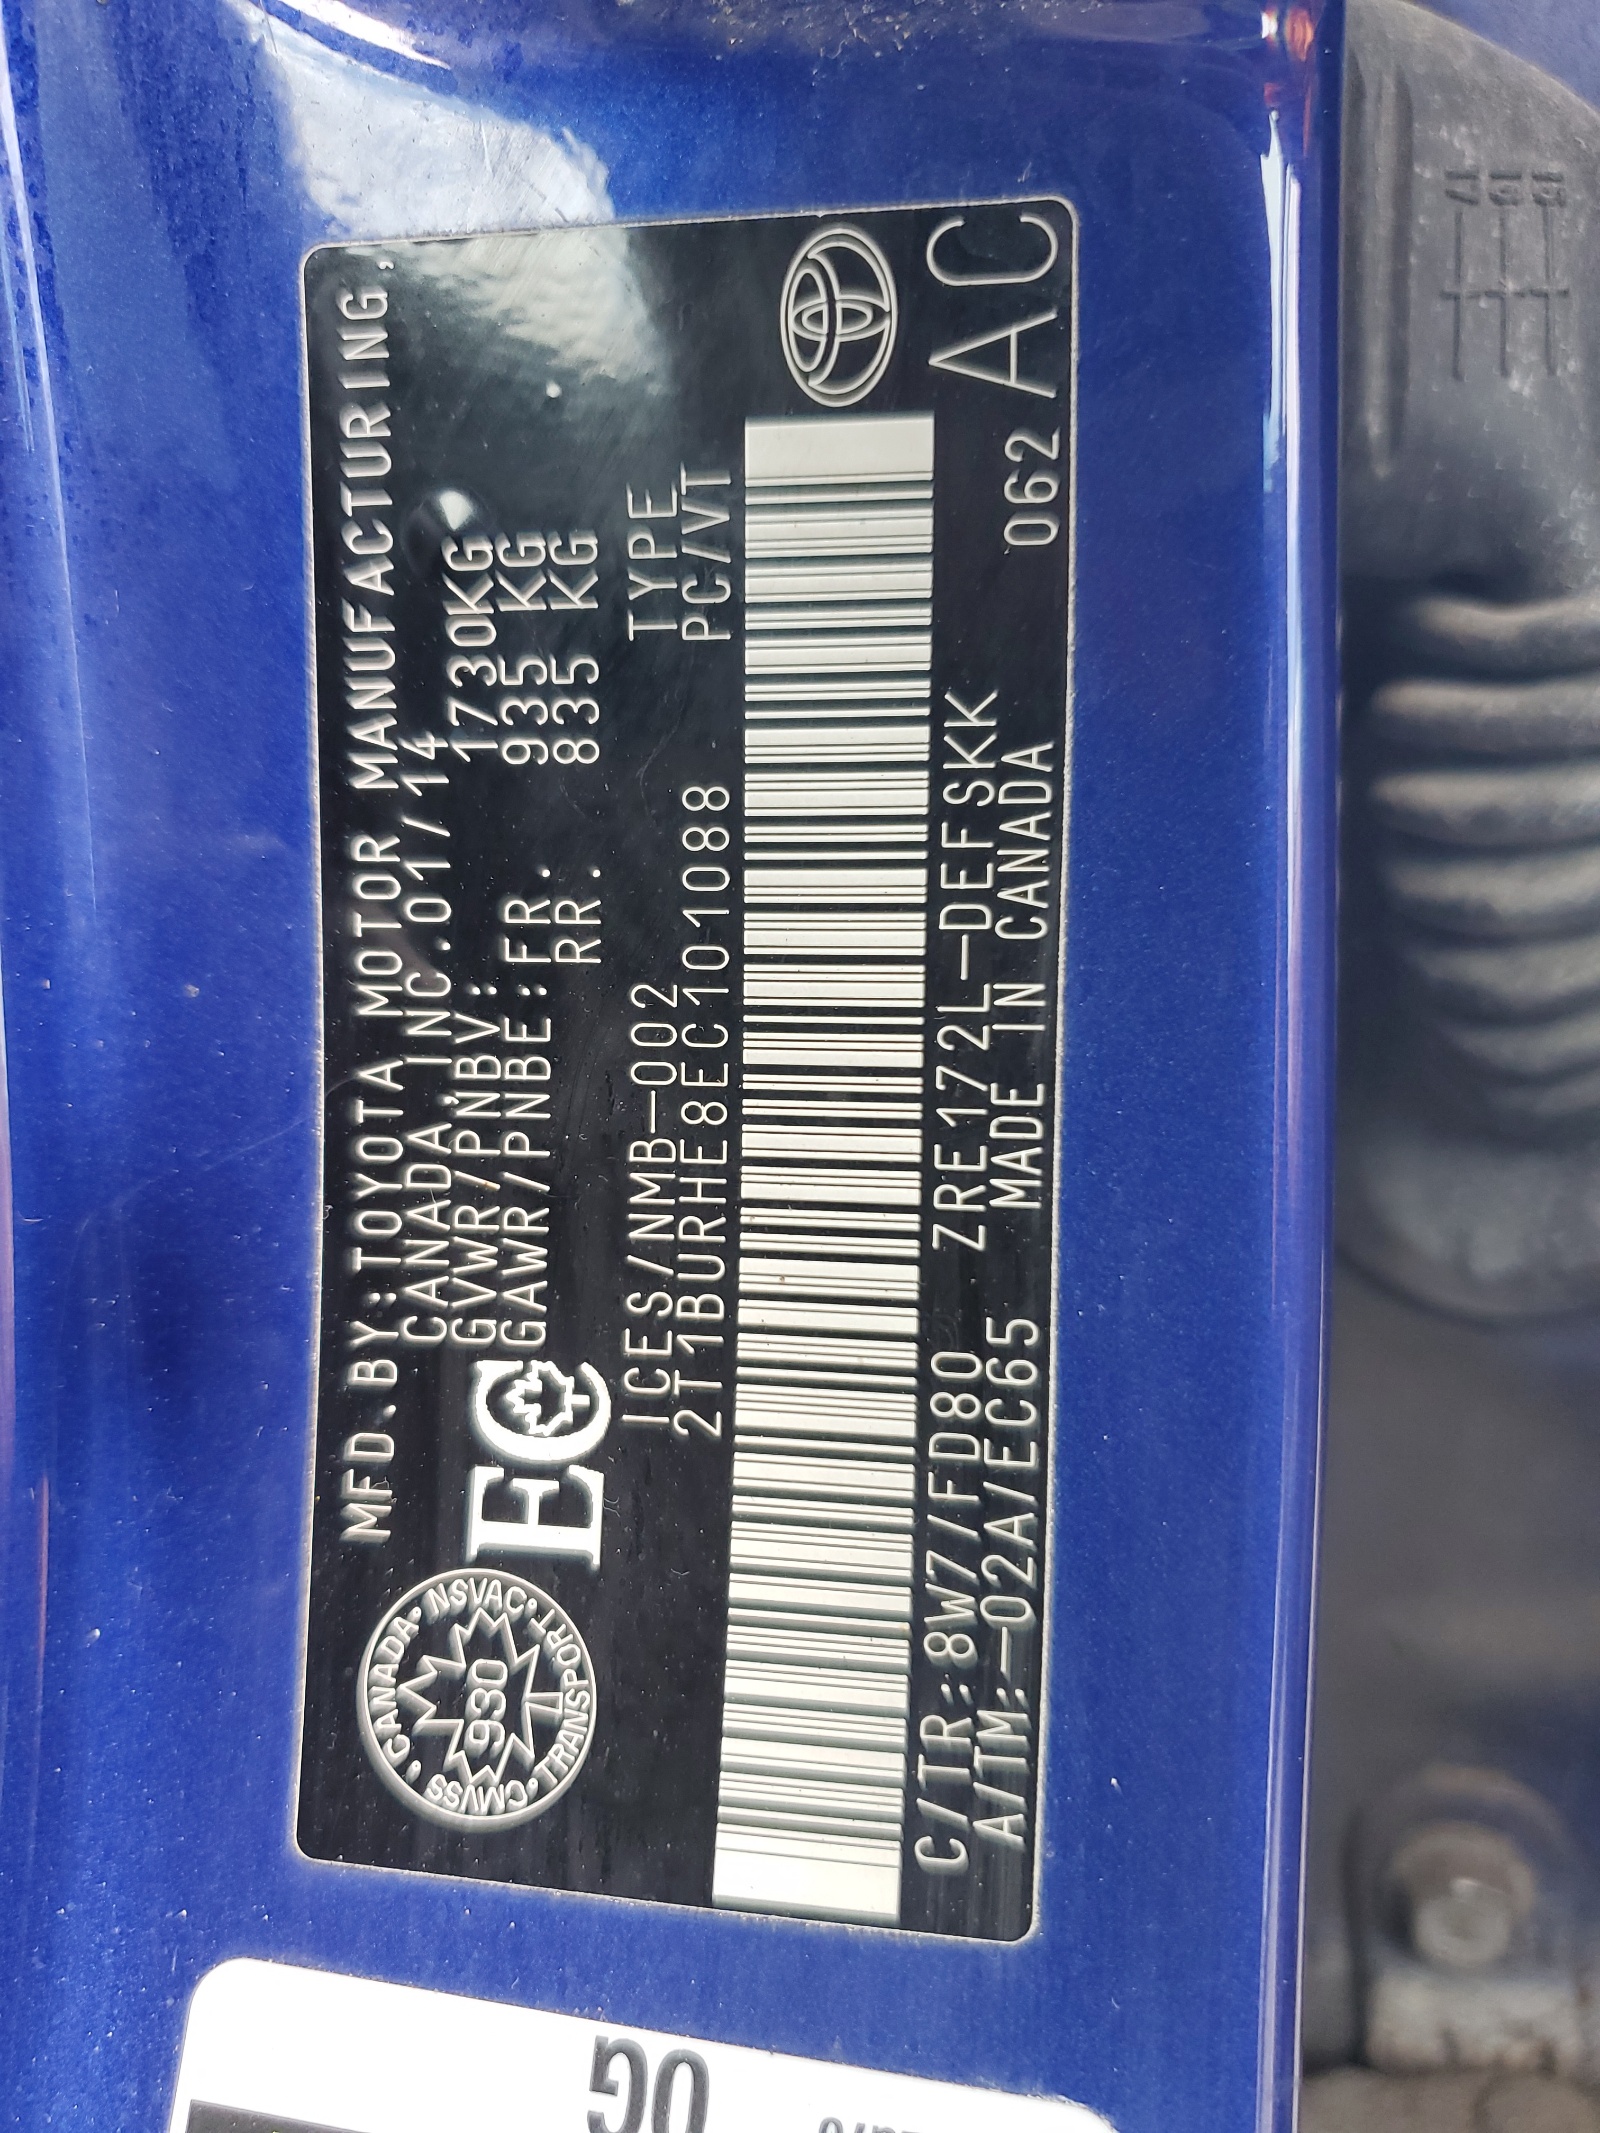 MFD.BY:TOYOTA MOTOR MANUFACTURING,
CANADA, INC.01/14
GVWR/PNBV: 1730KG
GAWR/PNBE:FR. 935 KG
RR. 835 KG
CANADA • NSVAC • TRANSPORT • CMVSS
930
EC
ICES/NMB-002 TYPE
2T1BURHE8EC101088 PC/VT
C/TR:8W7/FD80 ZRE172L-DEFSKK
A/TM:-02A/EC65 MADE IN CANADA 062 AC